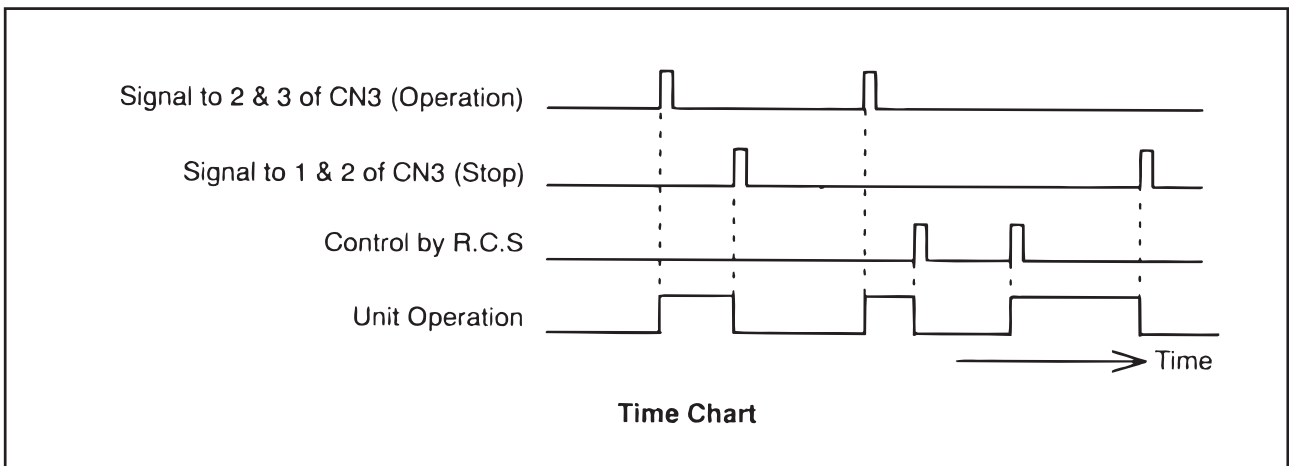 Signal to 2 & 3 of CN3 (Operation)
Signal to 1 & 2 of CN3 (Stop)
Control by R.C.S
Unit Operation
Time
Time Chart